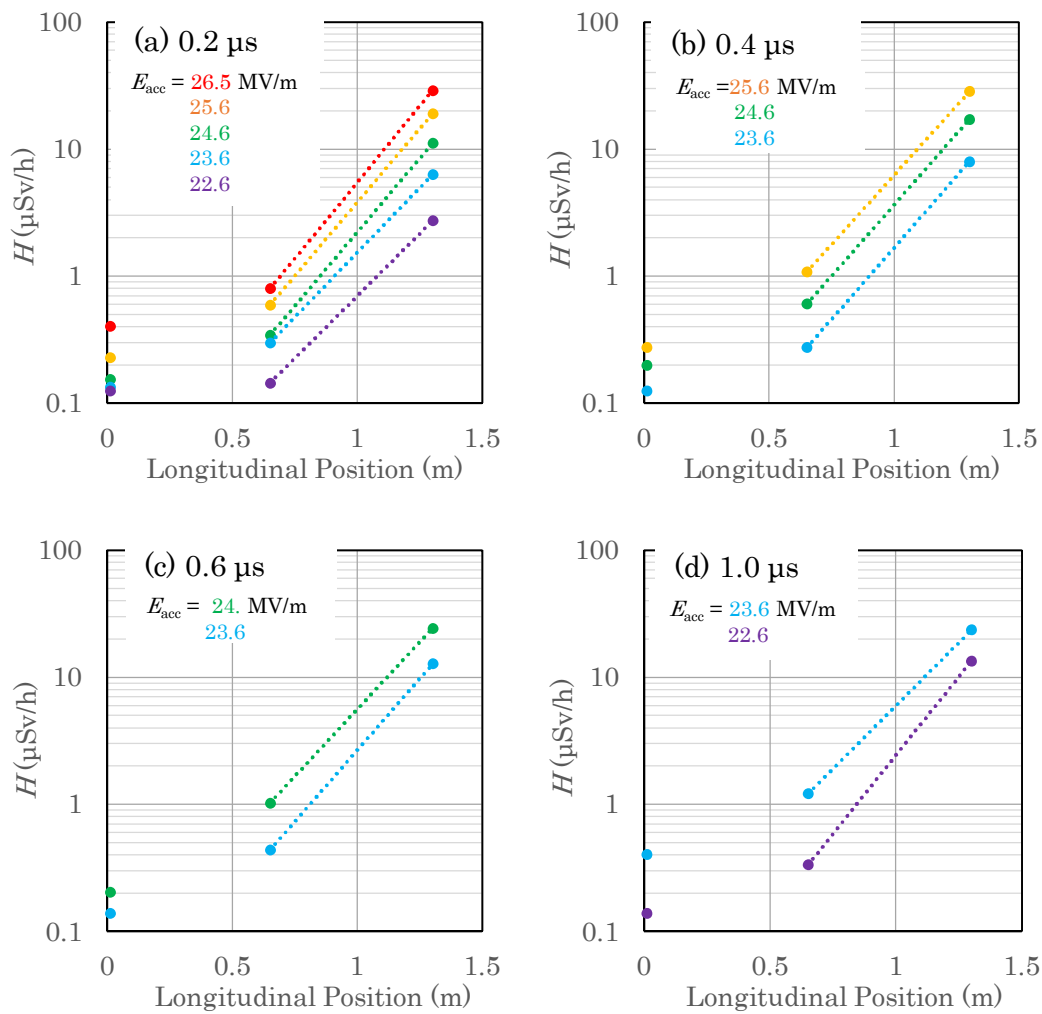 (a) 0.2 µs
E_acc = 26.5 MV/m
25.6
24.6
23.6
22.6
100
10
1
0.1
H (µSv/h)
0
0.5
1
1.5
Longitudinal Position (m)
(b) 0.4 µs
E_acc =25.6 MV/m
24.6
23.6
100
10
1
0.1
H (µSv/h)
0
0.5
1
1.5
Longitudinal Position (m)
(c) 0.6 µs
E_acc = 24. MV/m
23.6
100
10
1
0.1
H (µSv/h)
0
0.5
1
1.5
Longitudinal Position (m)
(d) 1.0 µs
E_acc = 23.6 MV/m
22.6
100
10
1
0.1
H (µSv/h)
0
0.5
1
1.5
Longitudinal Position (m)